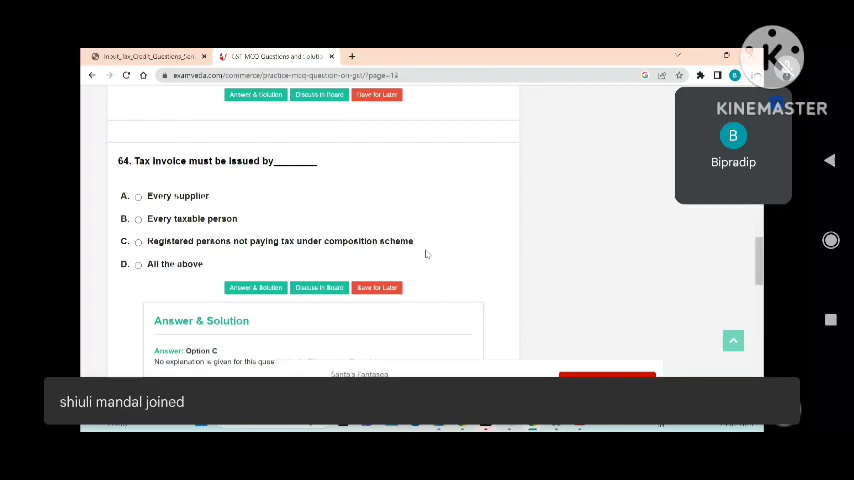 Input_Tax_Credit_Questions_Scri
GST MCQ Questions and Solutio
examveda.com/commerce/practice-mcq-question-on-gst/?page=13
KINEMASTER
B
Bipradip
Answer & Solution
Discuss in Board
Save for Later
64. Tax invoice must be issued by________
A. Every supplier
B. Every taxable person
C. Registered persons not paying tax under composition scheme
D. All the above
Answer & Solution
Discuss in Board
Save for Later
Answer & Solution
Answer: Option C
No explanation is given for this ques
Santa's Fantasea
shiuli mandal joined